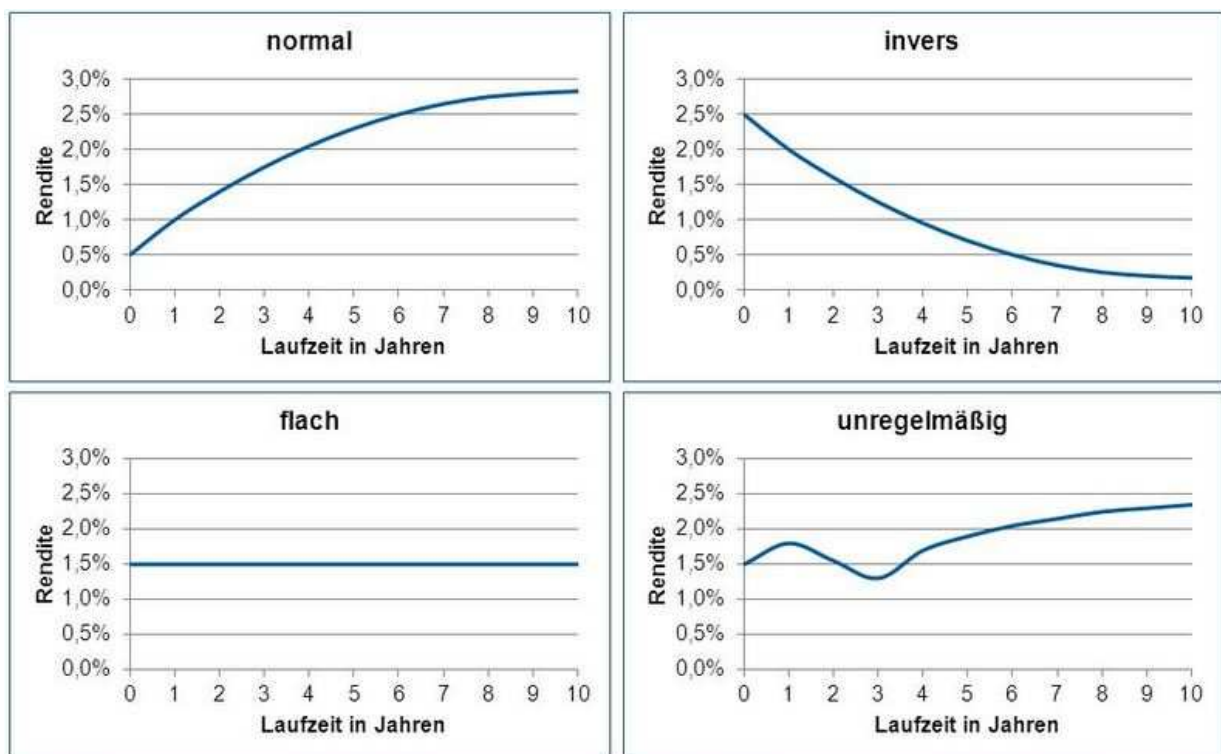 normal
3,0%
2,5%
2,0%
1,5%
1,0%
0,5%
0,0%
Rendite
0 1 2 3 4 5 6 7 8 9 10
Laufzeit in Jahren
invers
3,0%
2,5%
2,0%
1,5%
1,0%
0,5%
0,0%
Rendite
0 1 2 3 4 5 6 7 8 9 10
Laufzeit in Jahren
flach
3,0%
2,5%
2,0%
1,5%
1,0%
0,5%
0,0%
Rendite
0 1 2 3 4 5 6 7 8 9 10
Laufzeit in Jahren
unregelmäßig
3,0%
2,5%
2,0%
1,5%
1,0%
0,5%
0,0%
Rendite
0 1 2 3 4 5 6 7 8 9 10
Laufzeit in Jahren